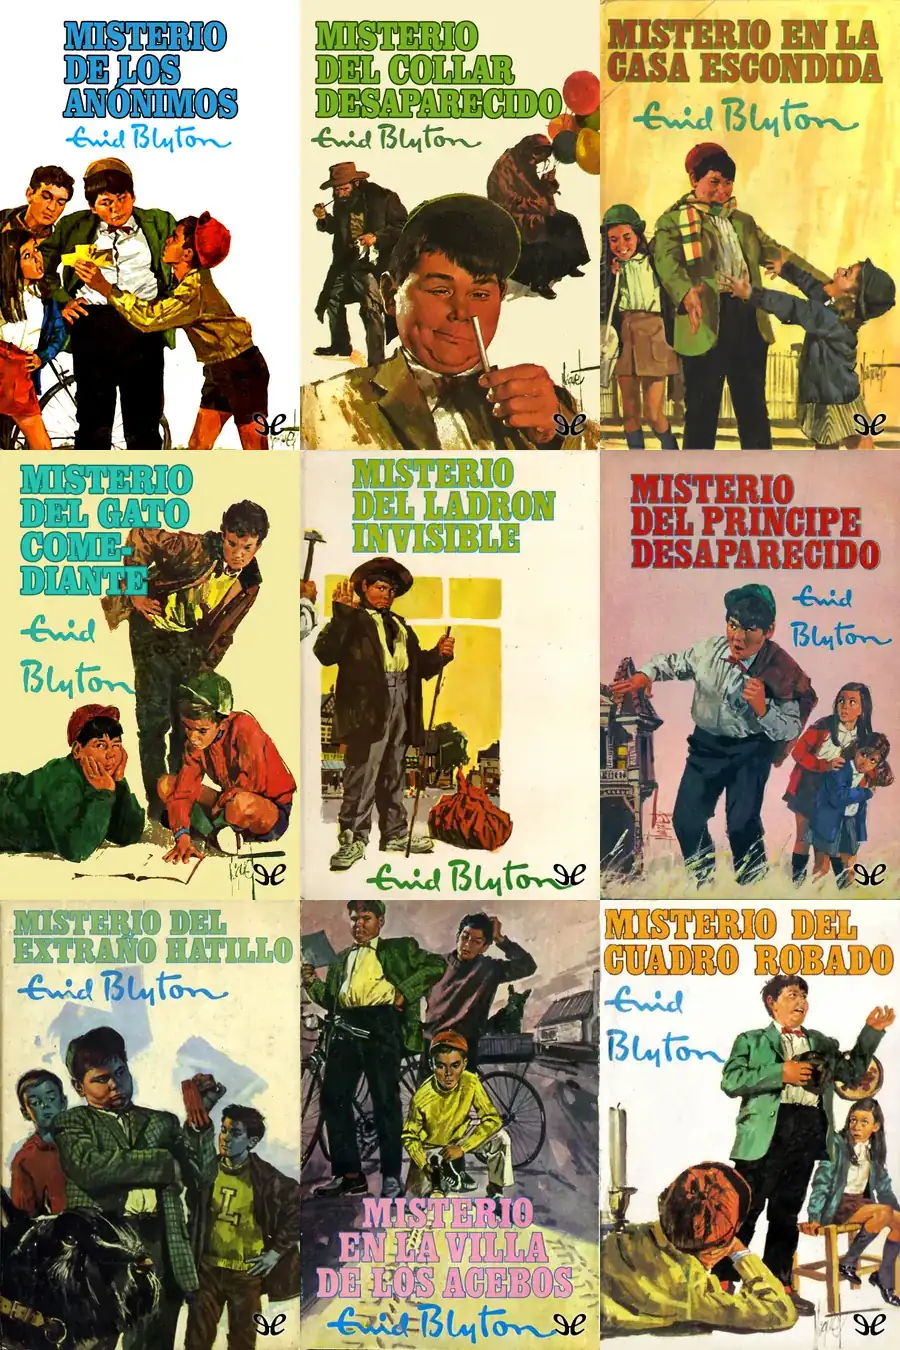 MISTERIO
DE LOS
ANÓNIMOS
Enid Blyton
MISTERIO
DEL COLLAR
DESAPARECIDO
Enid Blyton
MISTERIO EN LA
CASA ESCONDIDA
Enid Blyton
MISTERIO
DEL GATO
COME-
DIANTE
Enid
Blyton
MISTERIO
DEL LADRON
INVISIBLE
Enid Blyton
MISTERIO
DEL PRINCIPE
DESAPARECIDO
Enid
Blyton
MISTERIO DEL
EXTRAÑO HATILLO
Enid Blyton
L
MISTERIO
EN LA VILLA
DE LOS ACEBOS
Enid Blyton
MISTERIO DEL
CUADRO ROBADO
Enid
Blyton